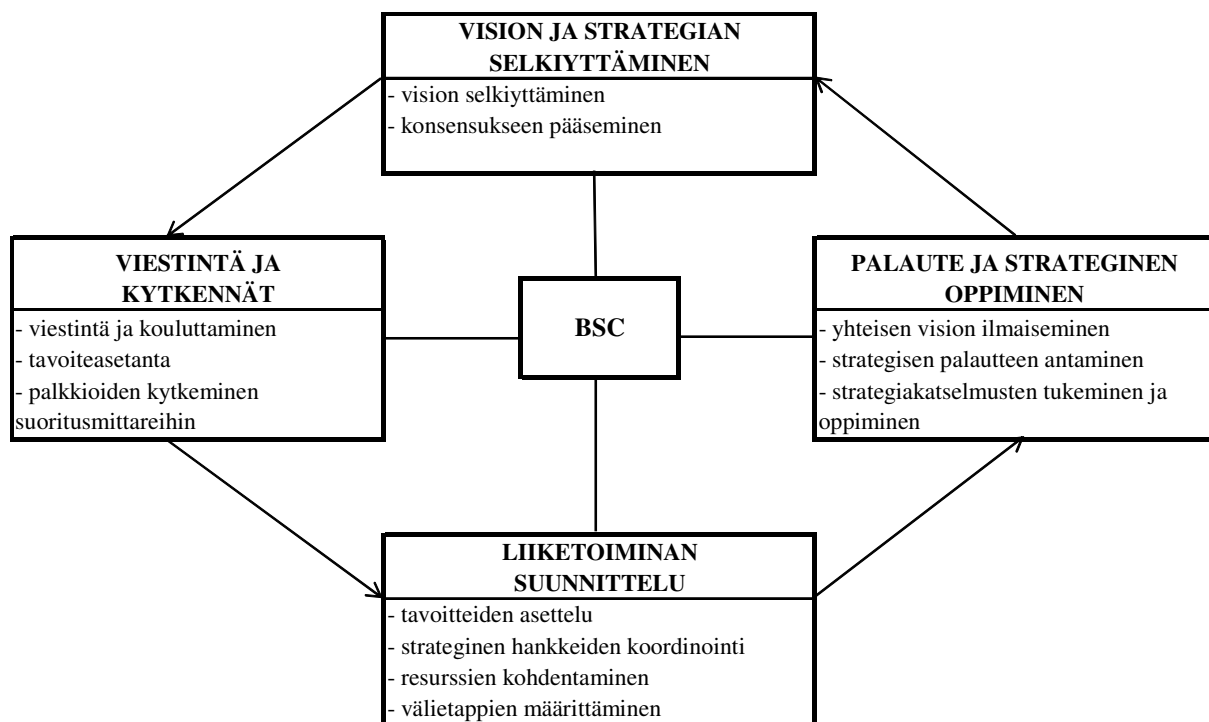 VISION JA STRATEGIAN
SELKIYTTÄMINEN
- vision selkiyttäminen
- konsensukseen pääseminen
VIESTINTÄ JA
KYTKENNÄT
- viestintä ja kouluttaminen
- tavoiteasetanta
- palkkioiden kytkeminen
suoritusmittareihin
BSC
PALAUTE JA STRATEGINEN
OPPIMINEN
- yhteisen vision ilmaiseminen
- strategisen palautteen antaminen
- strategiakatselmusten tukeminen ja
oppiminen
LIIKETOIMINAN
SUUNNITTELU
- tavoitteiden asettelu
- strateginen hankkeiden koordinointi
- resurssien kohdentaminen
- välietappien määrittäminen